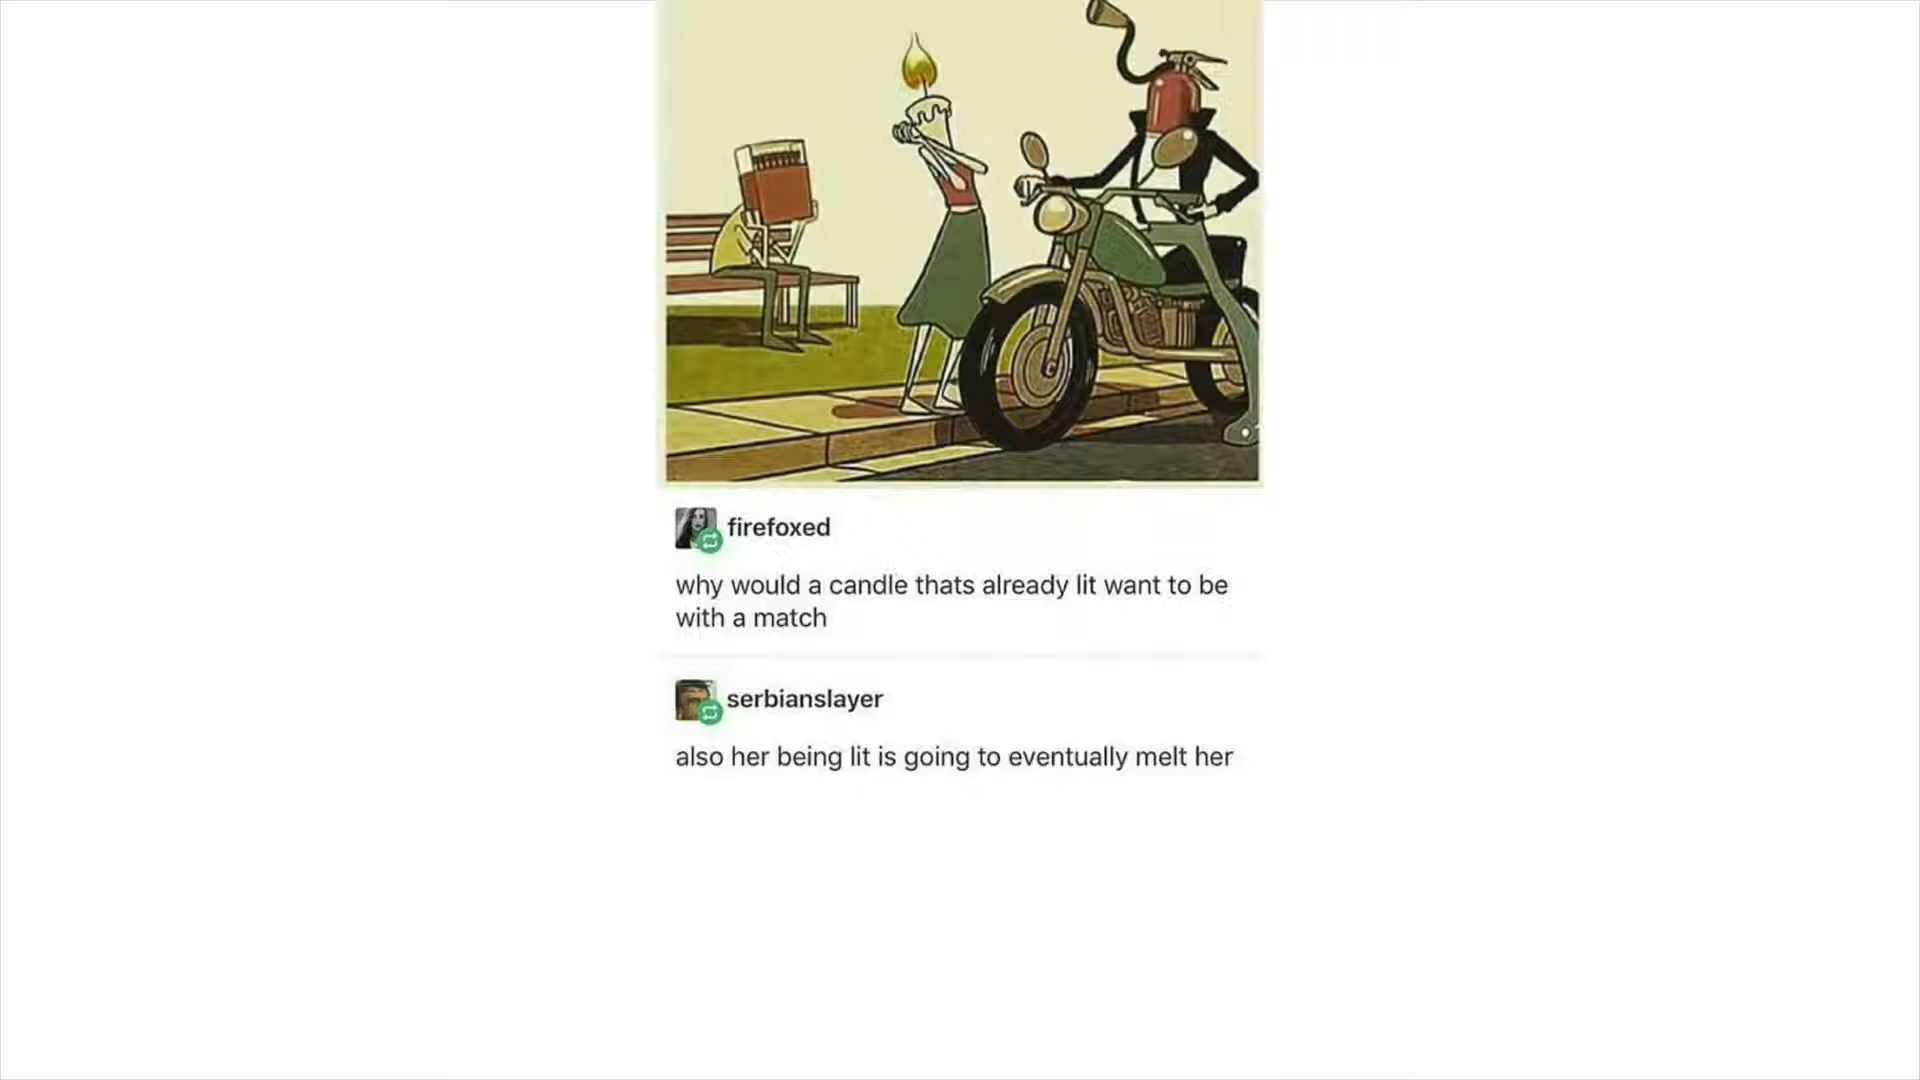 firefoxed
why would a candle thats already lit want to be
with a match
serbianslayer
also her being lit is going to eventually melt her